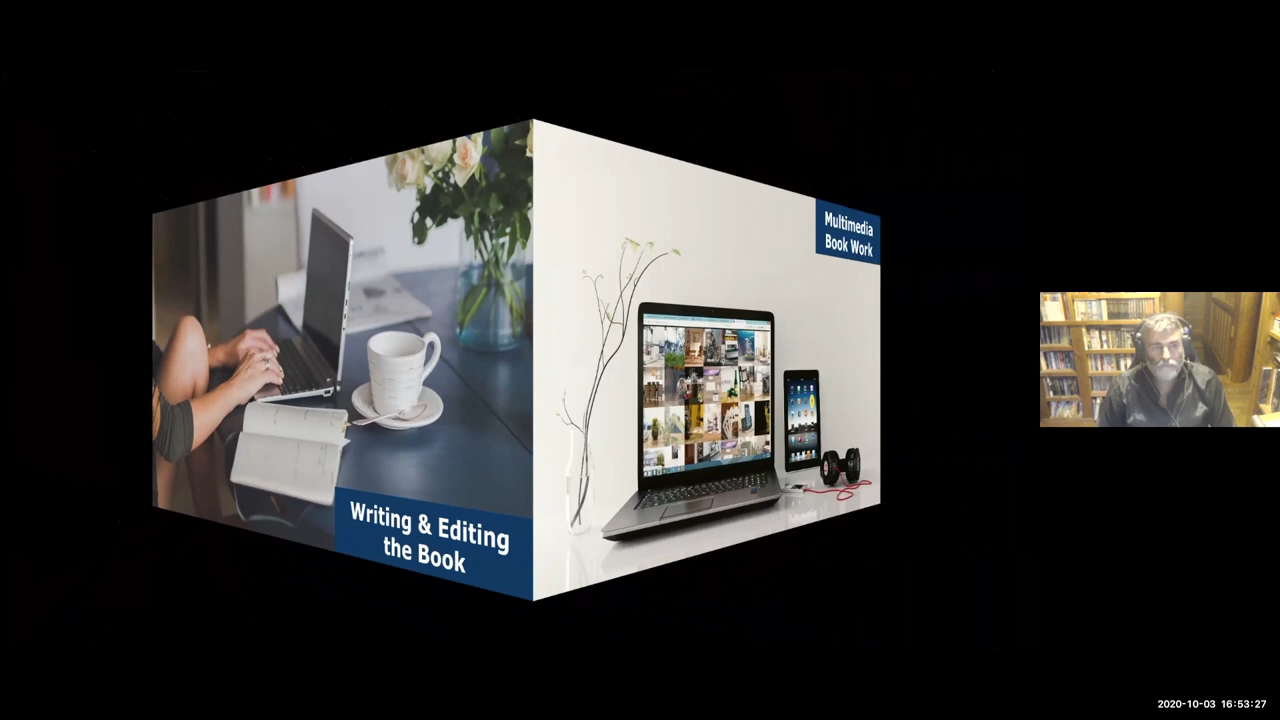 Writing & Editing
the Book
Multimedia
Book Work
2020-10-03 16:53:27